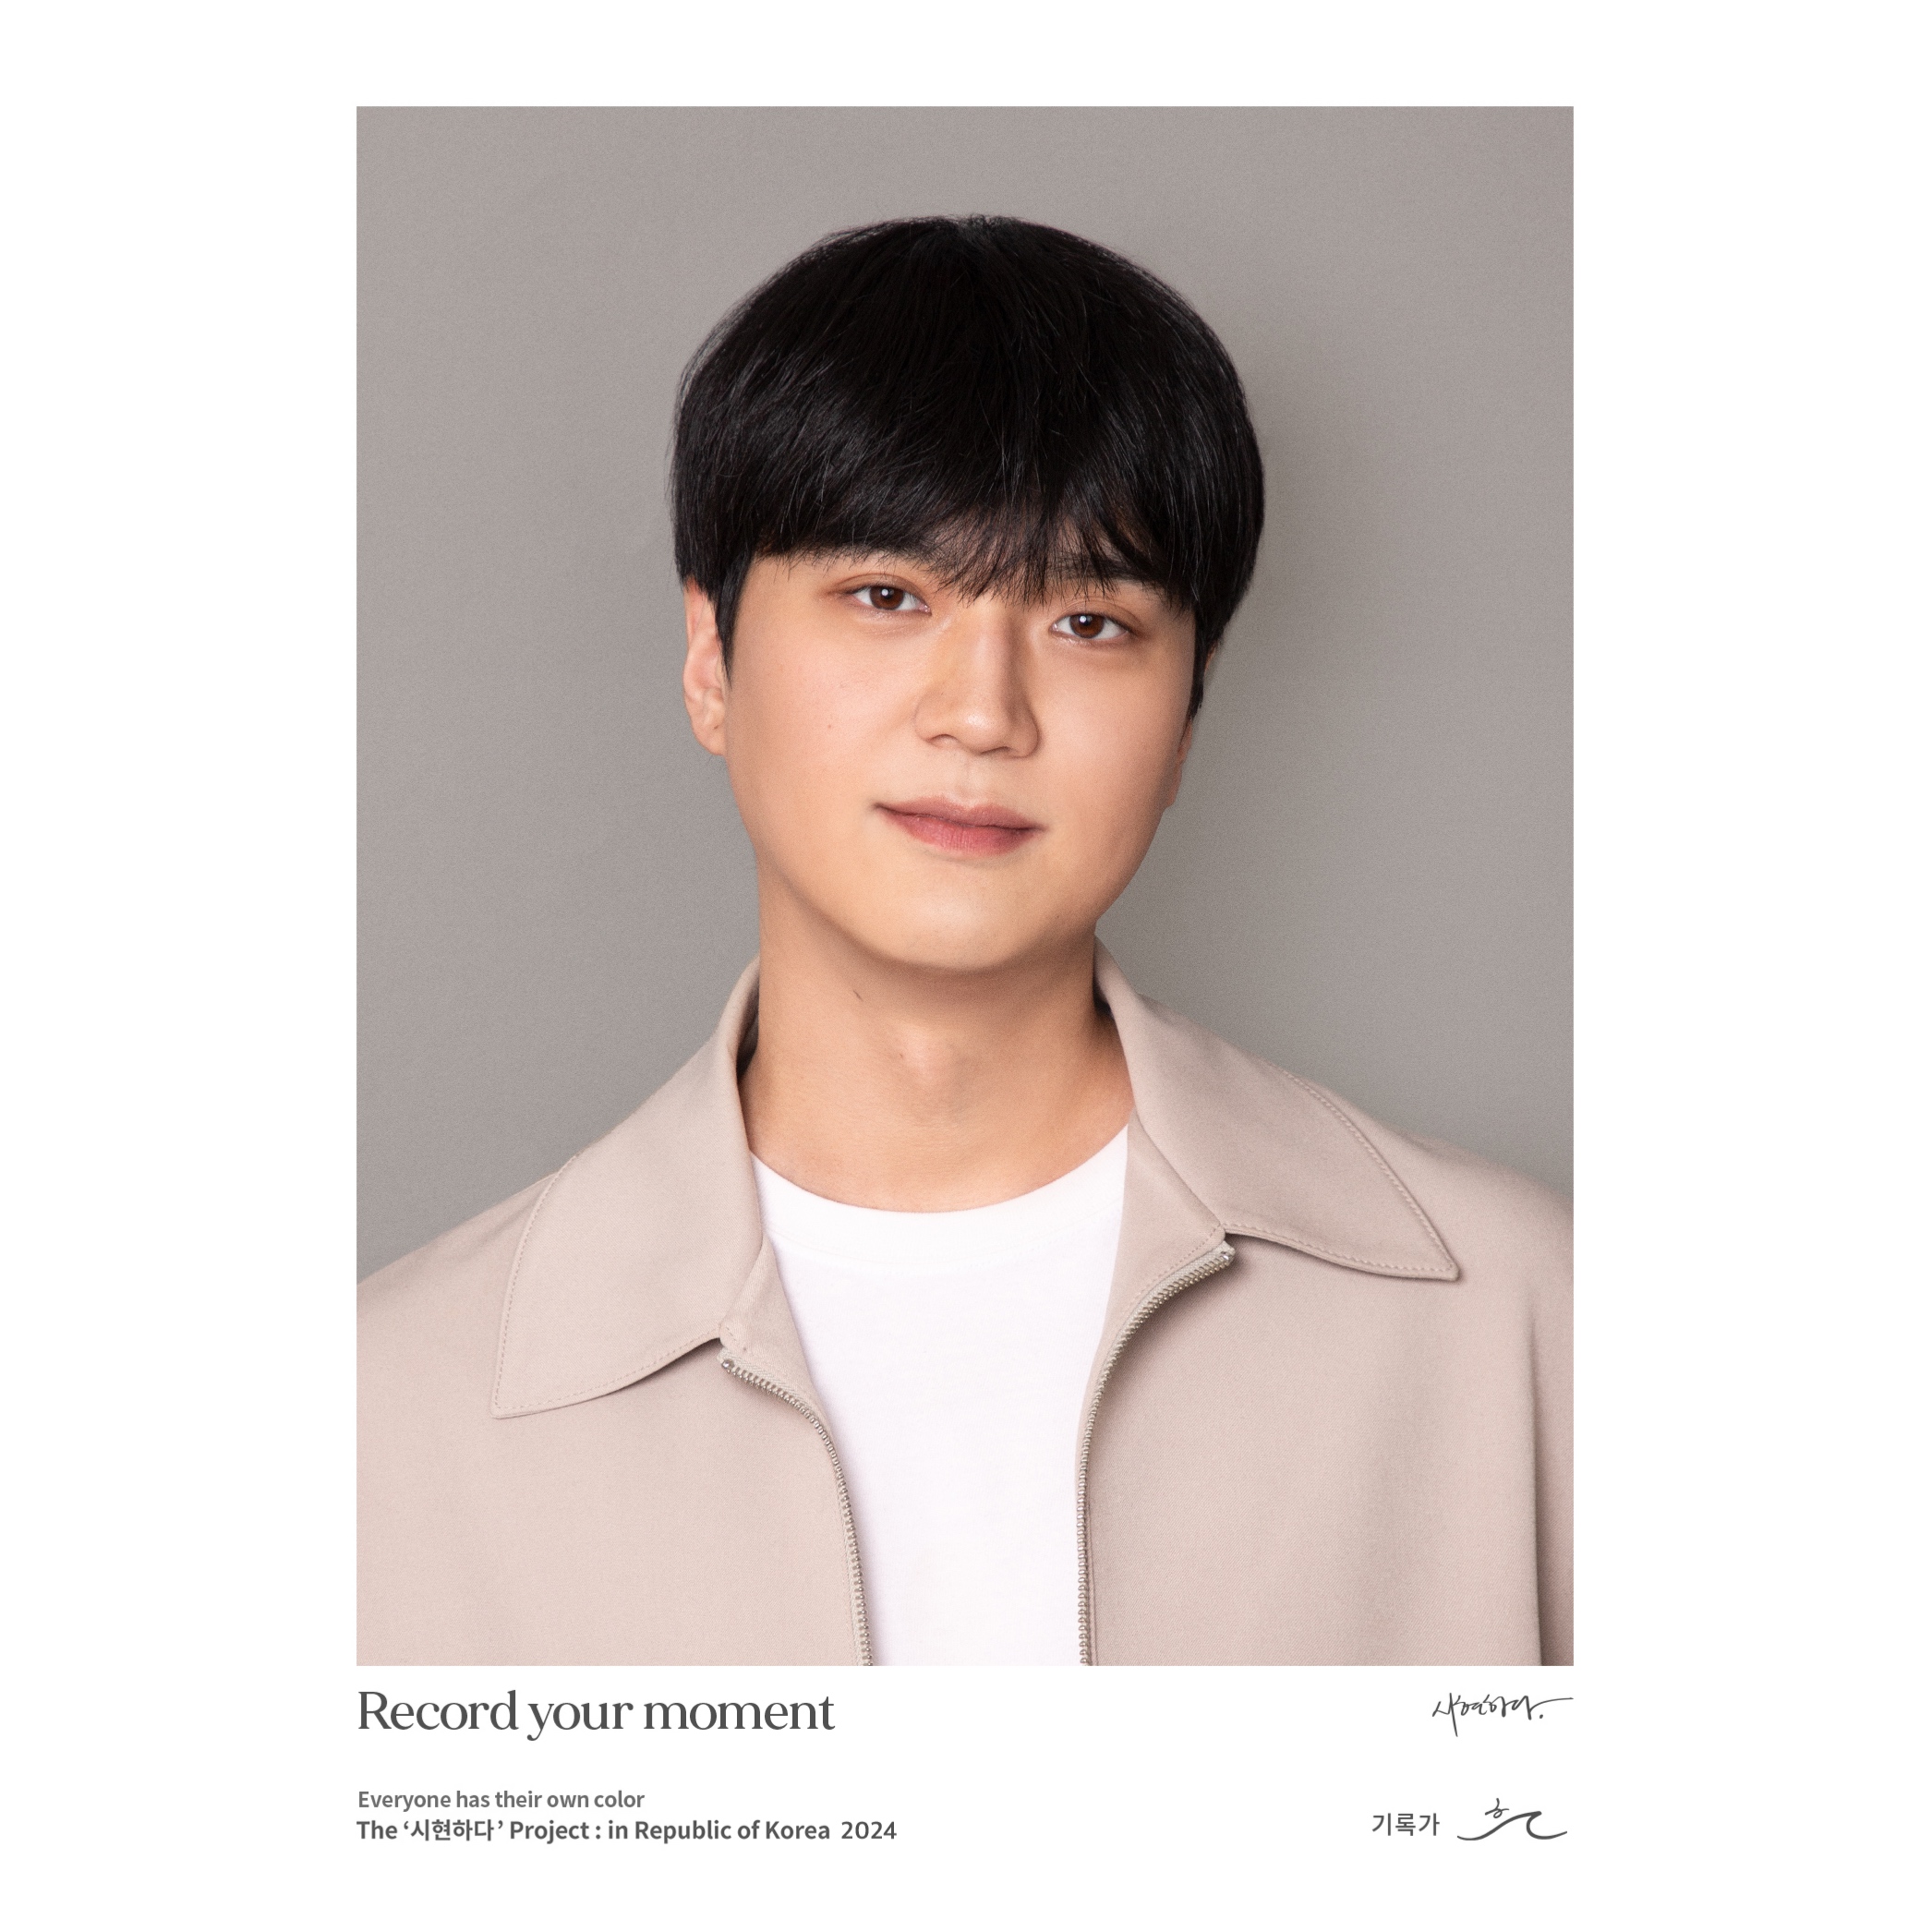 Record your moment
시현하다.
Everyone has their own color
The ‘시현하다’ Project : in Republic of Korea 2024
기록가